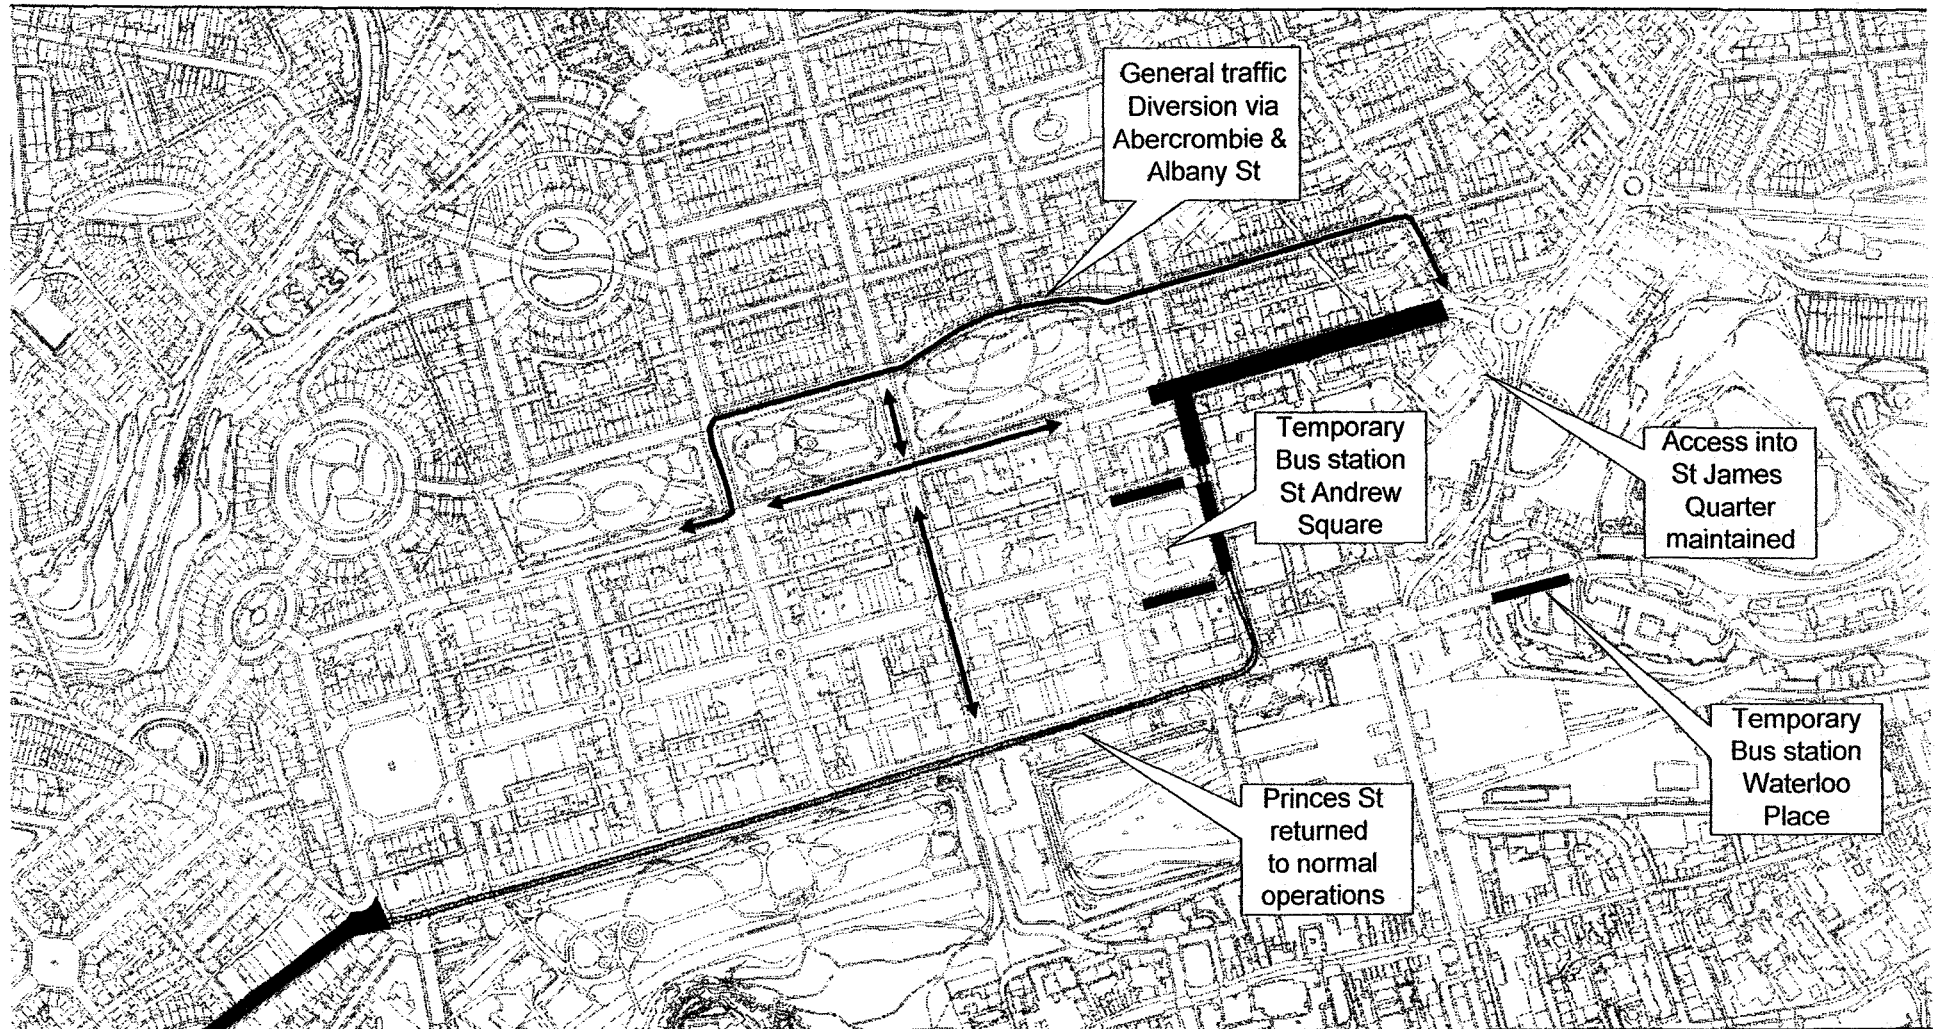 General traffic
Diversion via
Abercrombie &
Albany St
Temporary
Bus station
St Andrew
Square
Access into
St James
Quarter
maintained
Temporary
Bus station
Waterloo
Place
Princes St
returned
to normal
operations